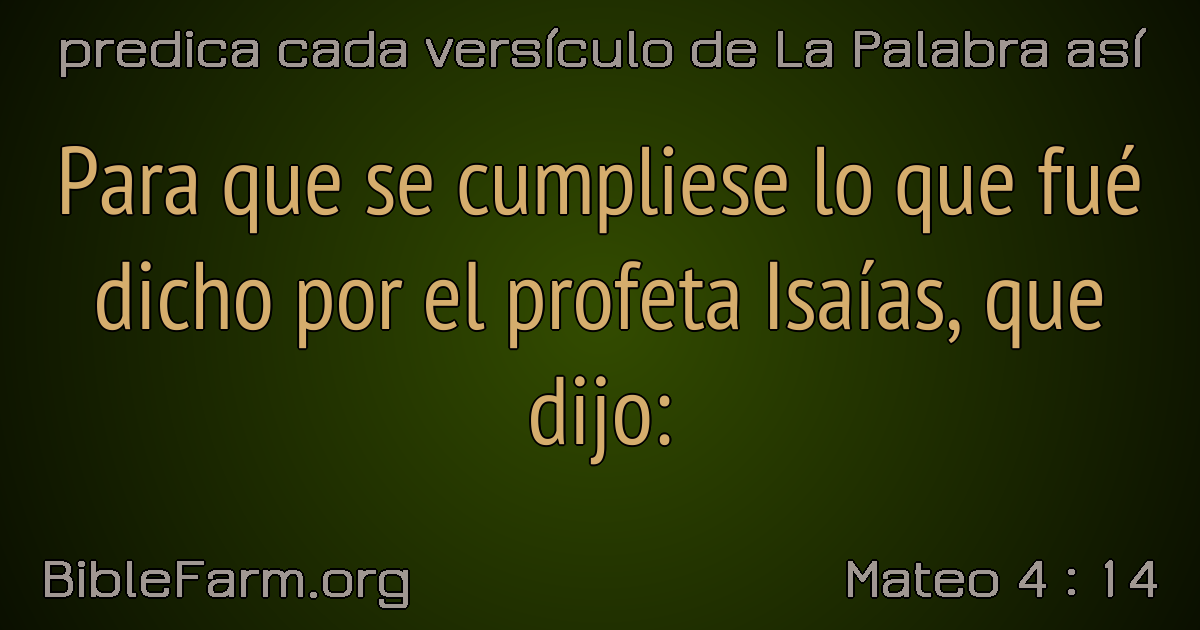 predica cada versículo de La Palabra así
Para que se cumpliese lo que fué
dicho por el profeta Isaías, que
dijo:
BibleFarm.org
Mateo 4 : 14